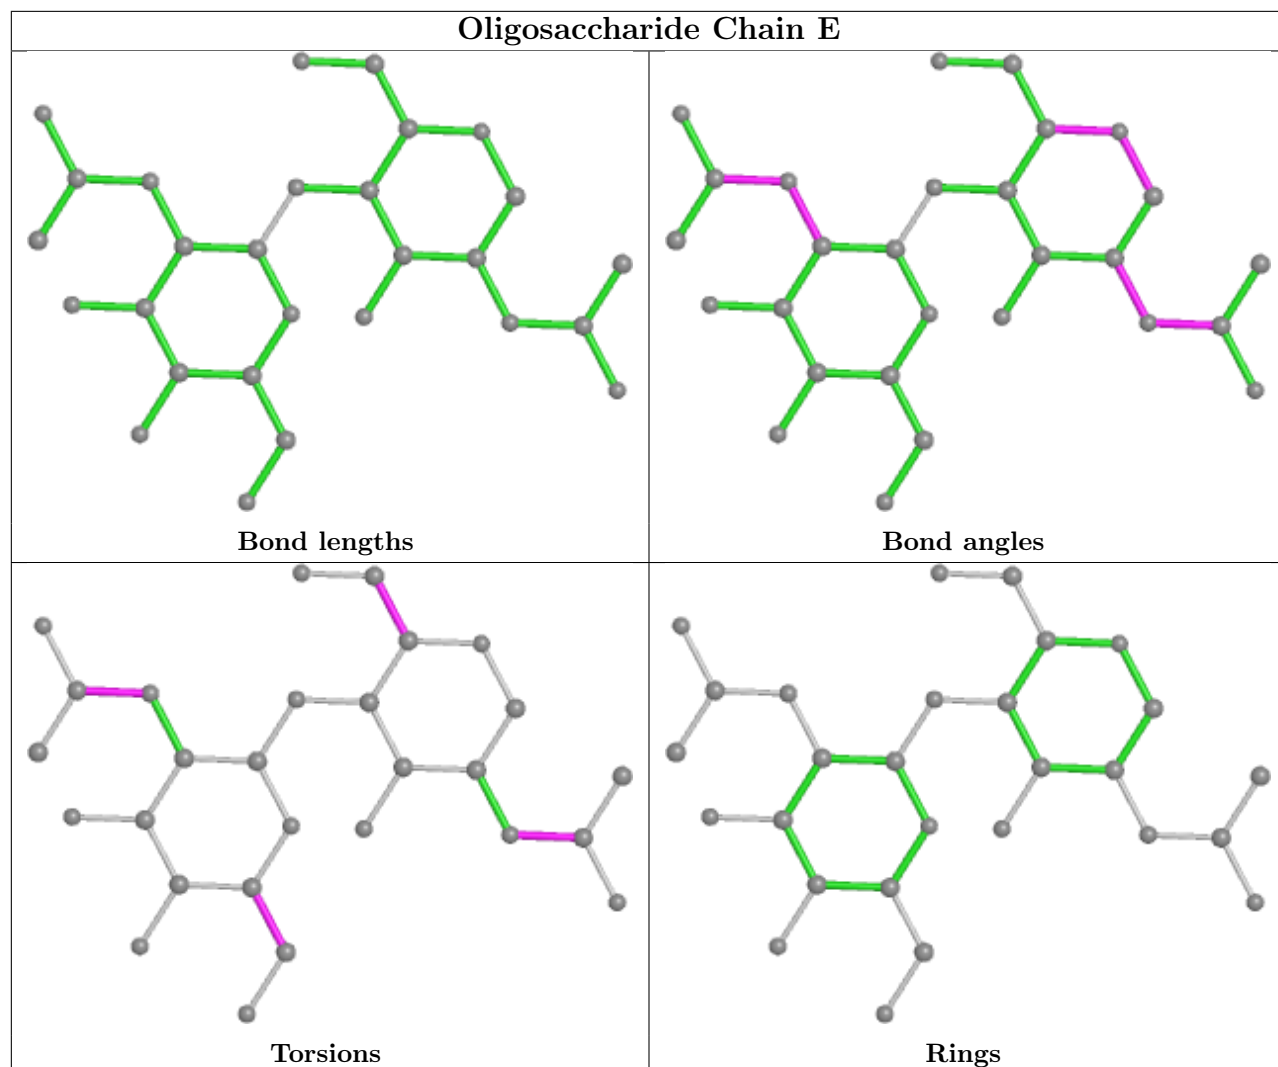 Oligosaccharide Chain E
Bond lengths
Bond angles
Torsions
Rings